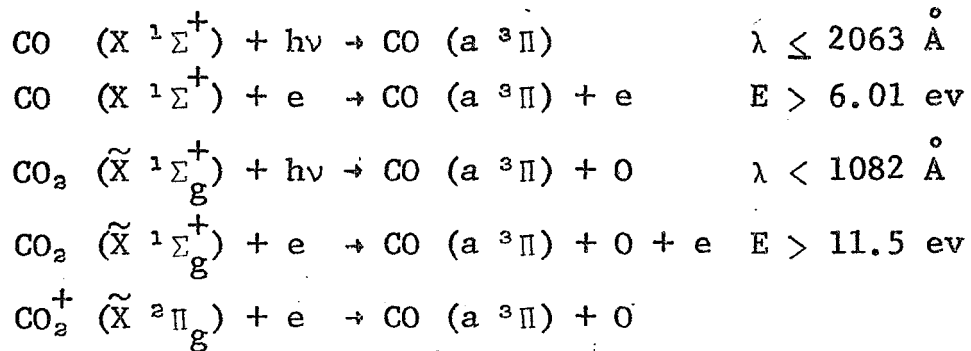 CO (X ¹Σ⁺) + hν → CO (a ³Π) λ ≤ 2063 Å
CO (X ¹Σ⁺) + e → CO (a ³Π) + e E > 6.01 ev
CO₂ (X̃ ¹Σg⁺) + hν → CO (a ³Π) + O λ < 1082 Å
CO₂ (X̃ ¹Σg⁺) + e → CO (a ³Π) + O + e E > 11.5 ev
CO₂⁺ (X̃ ²Πg) + e → CO (a ³Π) + O